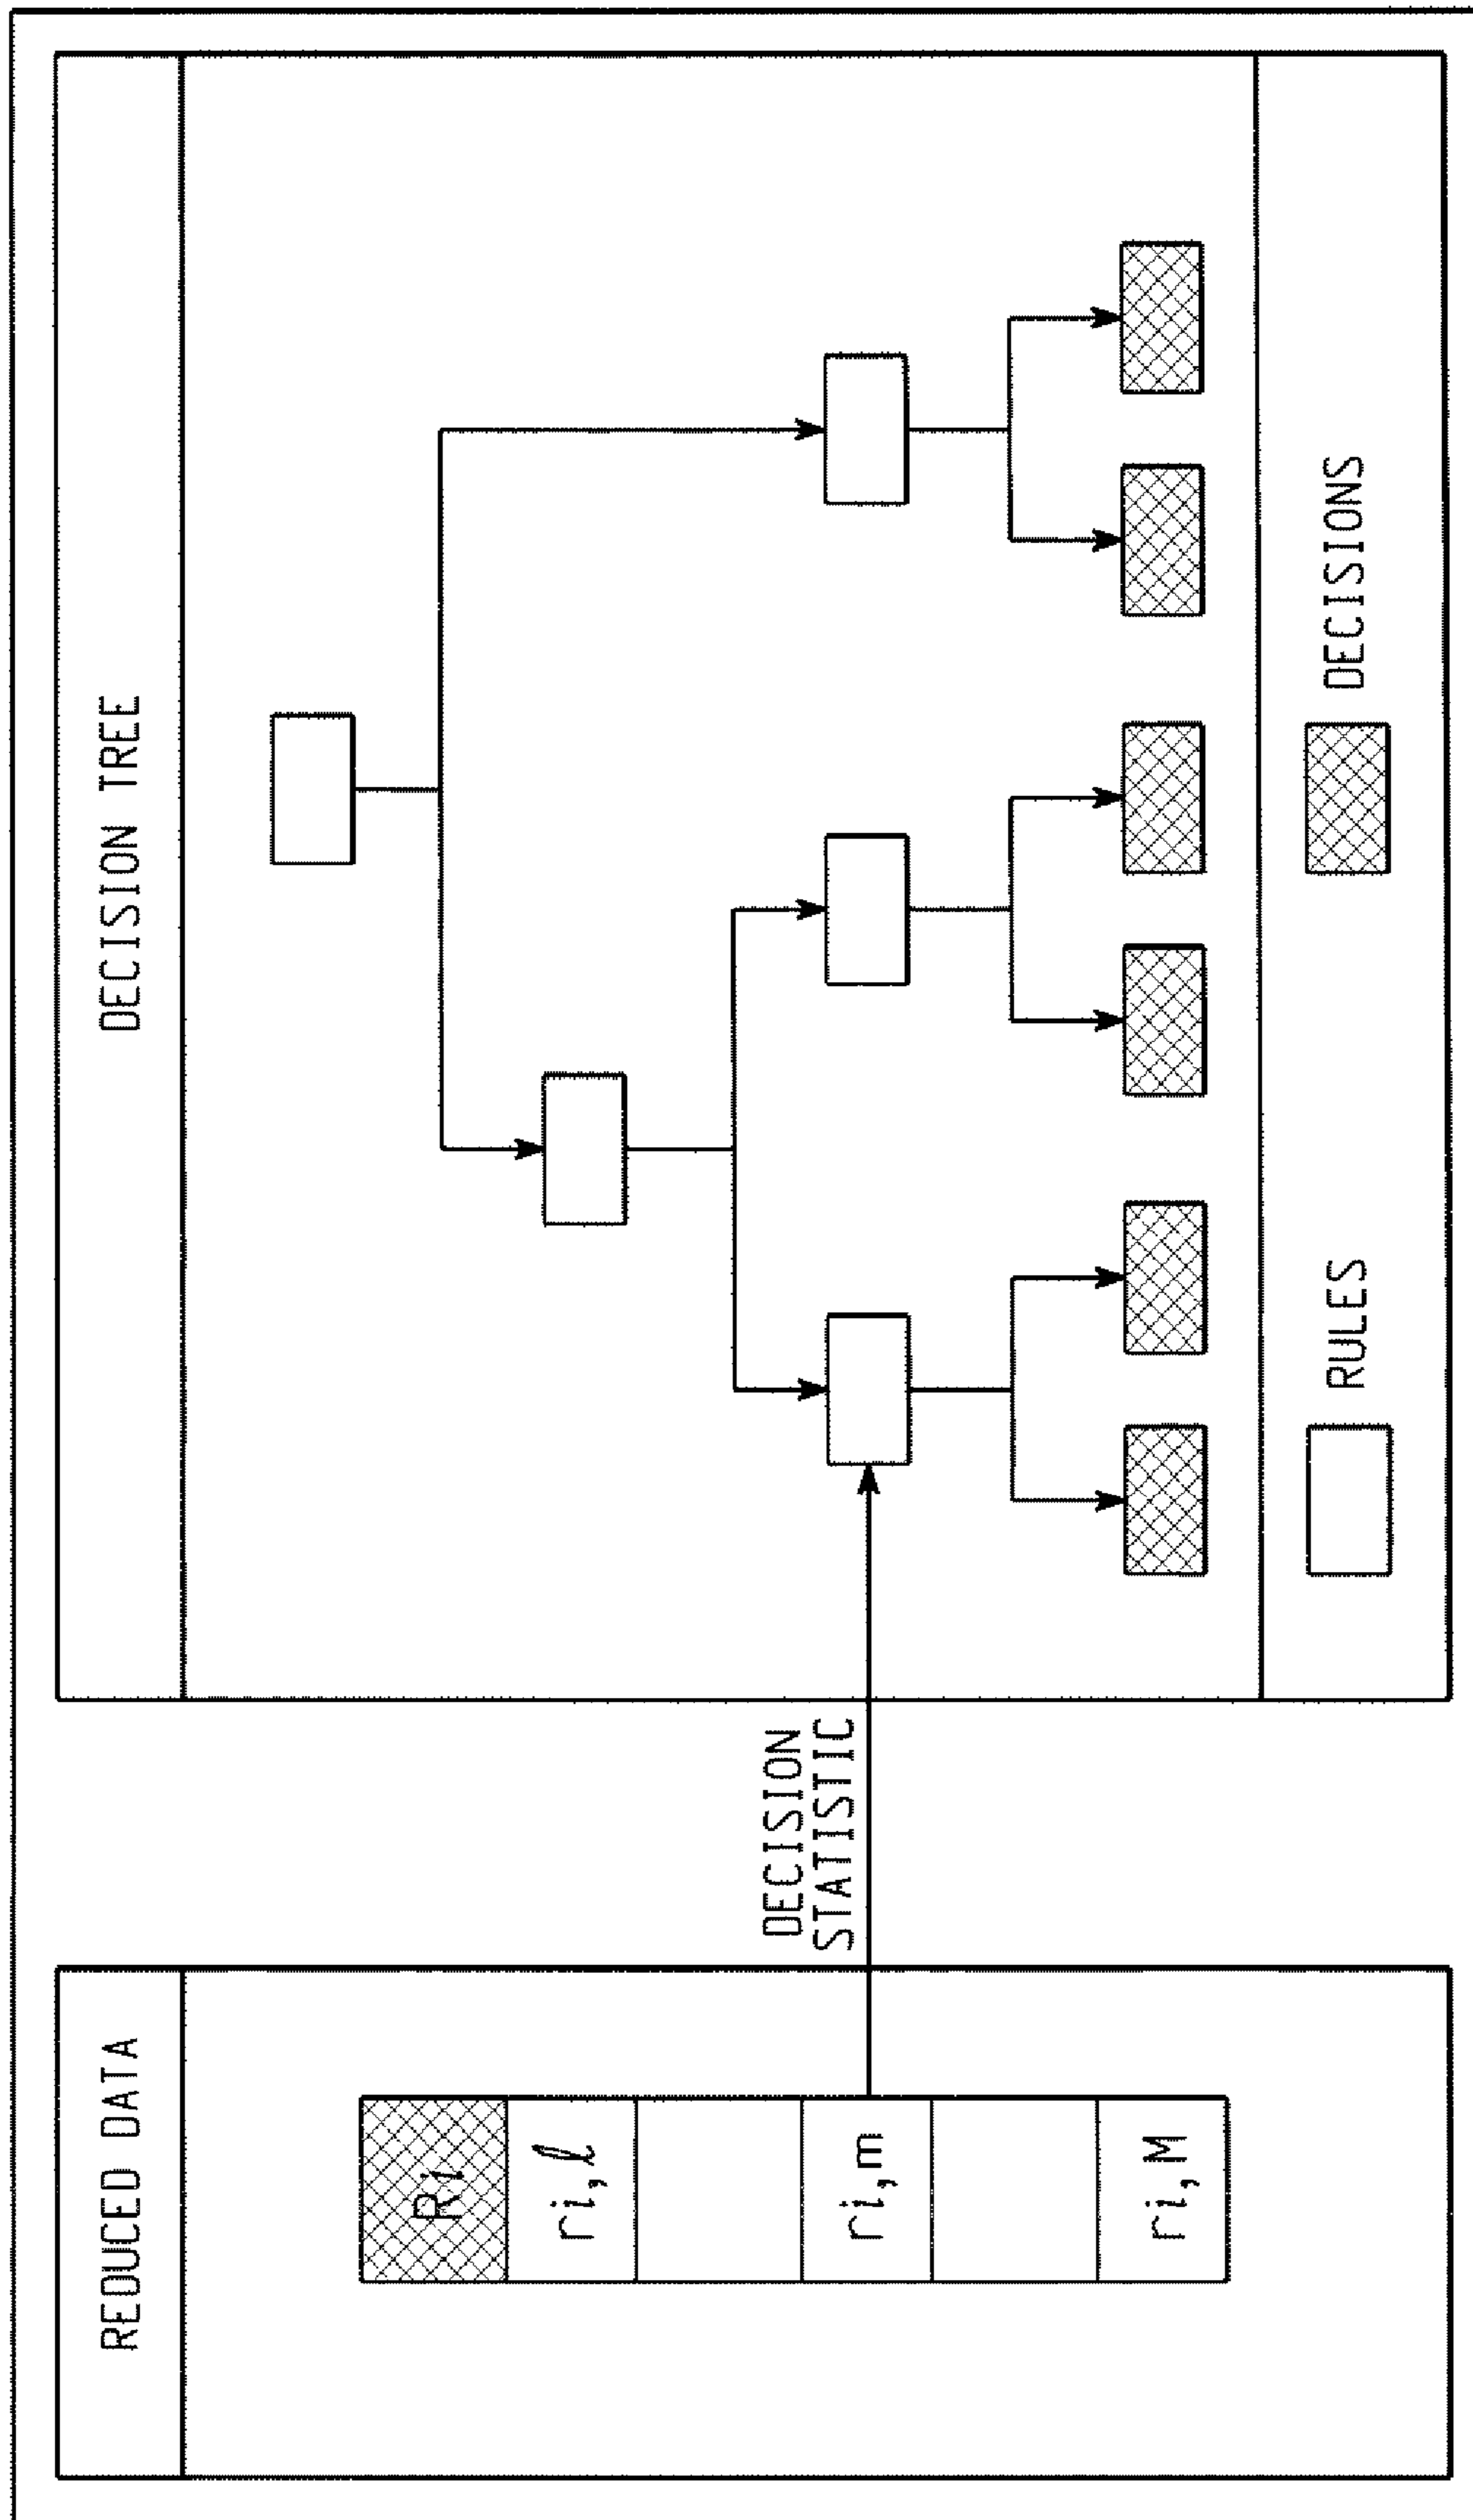 REDUCED DATA
Ri
ri,ℓ
ri,m
ri,M
DECISION
STATISTIC
DECISION TREE
RULES
DECISIONS